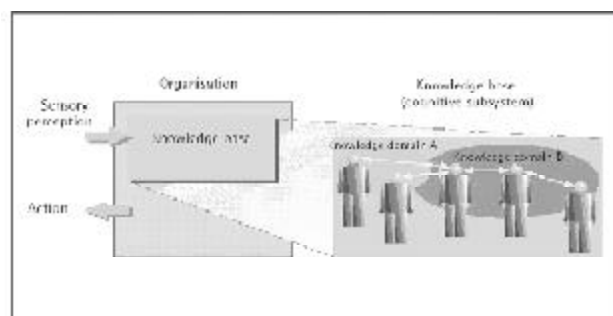 Organisation
Knowledge base
(cognitive subsystem)
Sensory
perception
Knowledge base
Knowledge domain A
Knowledge domain B
Action